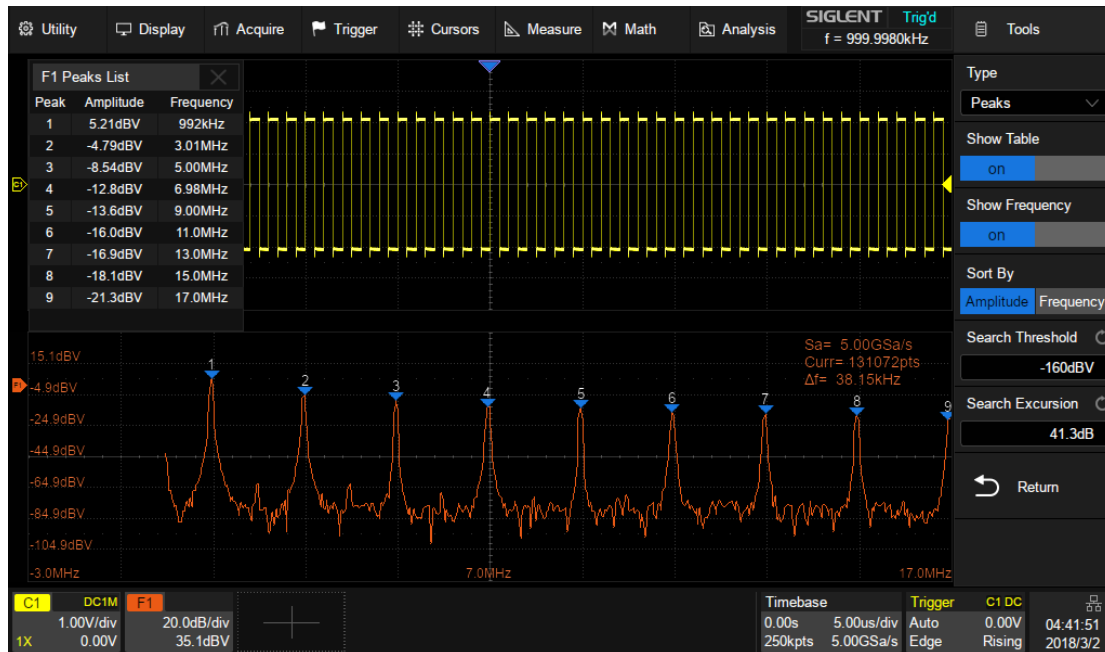 Utility Display Acquire Trigger Cursors Measure Math Analysis SIGLENT Trig'd Tools
f = 999.9980kHz
F1 Peaks List
Peak Amplitude Frequency
1 5.21dBV 992kHz
2 -4.79dBV 3.01MHz
3 -8.54dBV 5.00MHz
4 -12.8dBV 6.98MHz
5 -13.6dBV 9.00MHz
6 -16.0dBV 11.0MHz
7 -16.9dBV 13.0MHz
8 -18.1dBV 15.0MHz
9 -21.3dBV 17.0MHz
C1
Type
Peaks
Show Table
on
Show Frequency
on
Sort By
Amplitude Frequency
Search Threshold
-160dBV
Search Excursion
41.3dB
Return
Sa= 5.00GSa/s
Curr= 131072pts
Δf= 38.15kHz
15.1dBV
F1 -4.9dBV
-24.9dBV
-44.9dBV
-64.9dBV
-84.9dBV
-104.9dBV
1 2 3 4 5 6 7 8 9
-3.0MHz 7.0MHz 17.0MHz
C1 DC1M
1.00V/div
1X 0.00V
F1
20.0dB/div
35.1dBV
Timebase
0.00s 5.00us/div
250kpts 5.00GSa/s
Trigger C1 DC
Auto 0.00V
Edge Rising
04:41:51
2018/3/2